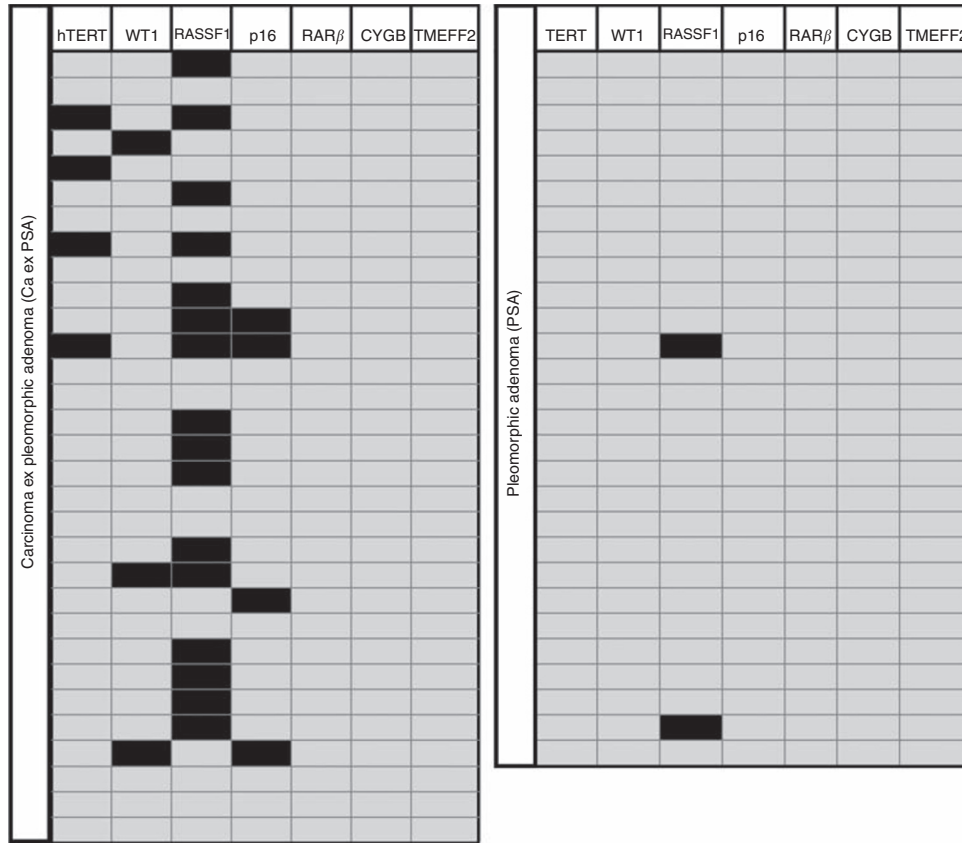 hTERT WT1 RASSF1 p16 RARβ CYGB TMEFF2
Carcinoma ex pleomorphic adenoma (Ca ex PSA)
TERT WT1 RASSF1 p16 RARβ CYGB TMEFF2
Pleomorphic adenoma (PSA)